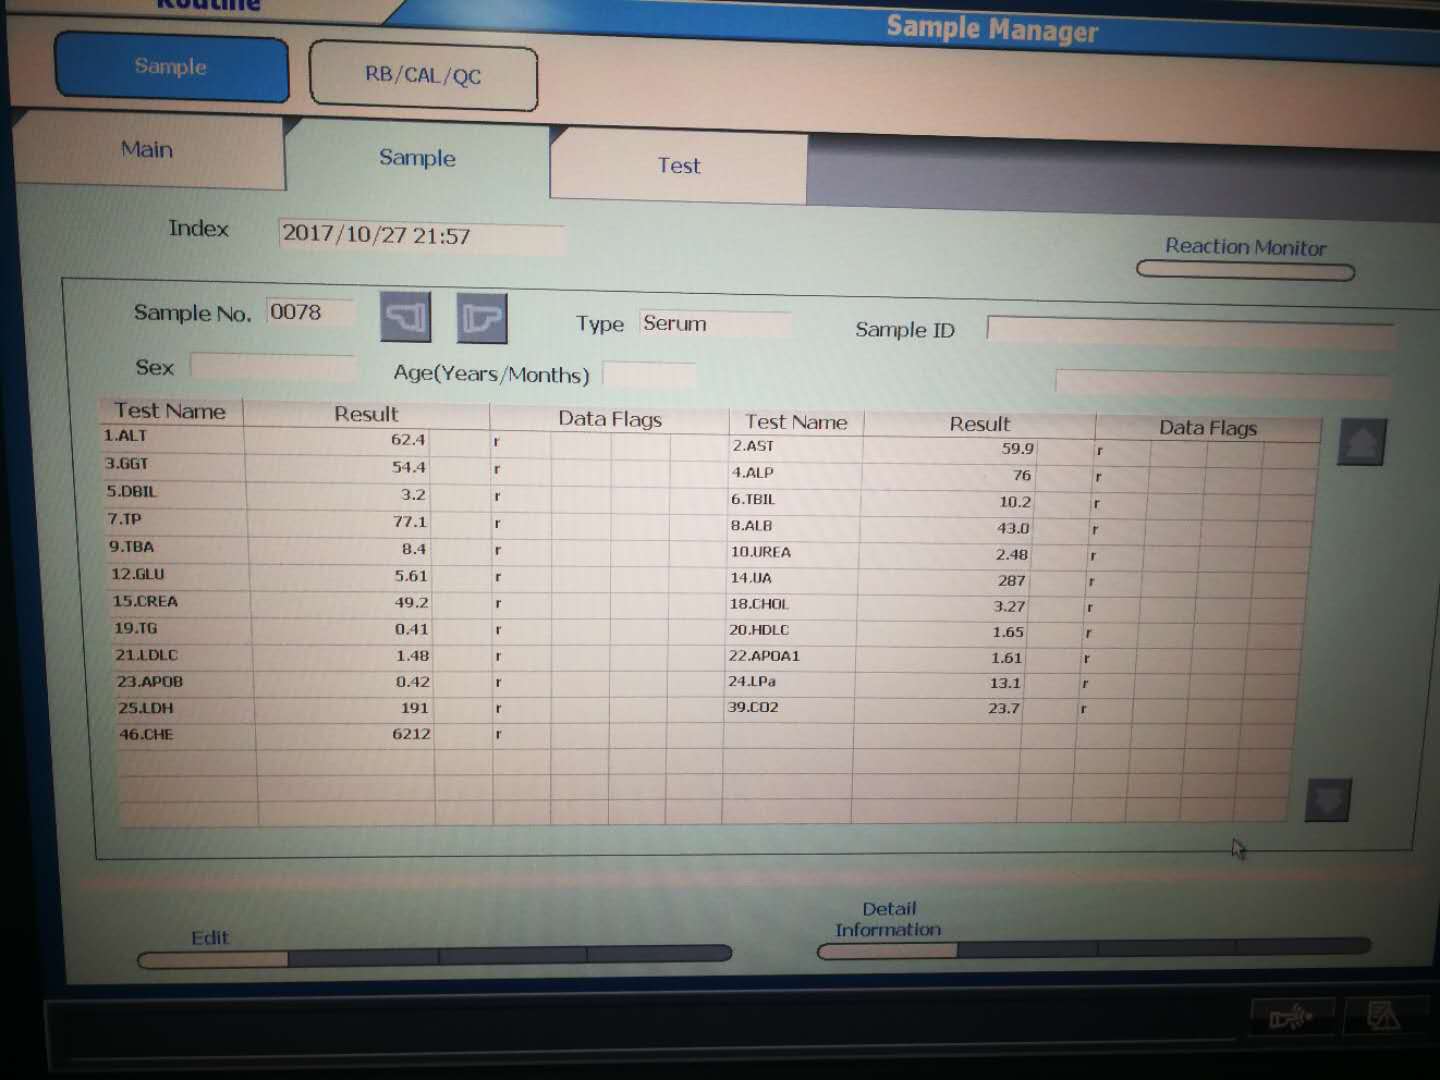 Routine
Sample Manager
Sample RB/CAL/QC
Main Sample Test
Index 2017/10/27 21:57
Reaction Monitor
Sample No. 0078 Type Serum Sample ID
Sex Age(Years/Months)
Test Name Result Data Flags Test Name Result Data Flags
1.ALT 62.4 r 2.AST 59.9 r
3.GGT 54.4 r 4.ALP 76 r
5.DBIL 3.2 r 6.TBIL 10.2 r
7.TP 77.1 r 8.ALB 43.0 r
9.TBA 8.4 r 10.UREA 2.48 r
12.GLU 5.61 r 14.UA 287 r
15.CREA 49.2 r 18.CHOL 3.27 r
19.TG 0.41 r 20.HDLC 1.65 r
21.LDLC 1.48 r 22.APOA1 1.61 r
23.APOB 0.42 r 24.LPa 13.1 r
25.LDH 191 r 39.CO2 23.7 r
46.CHE 6212 r
Edit
Detail
Information